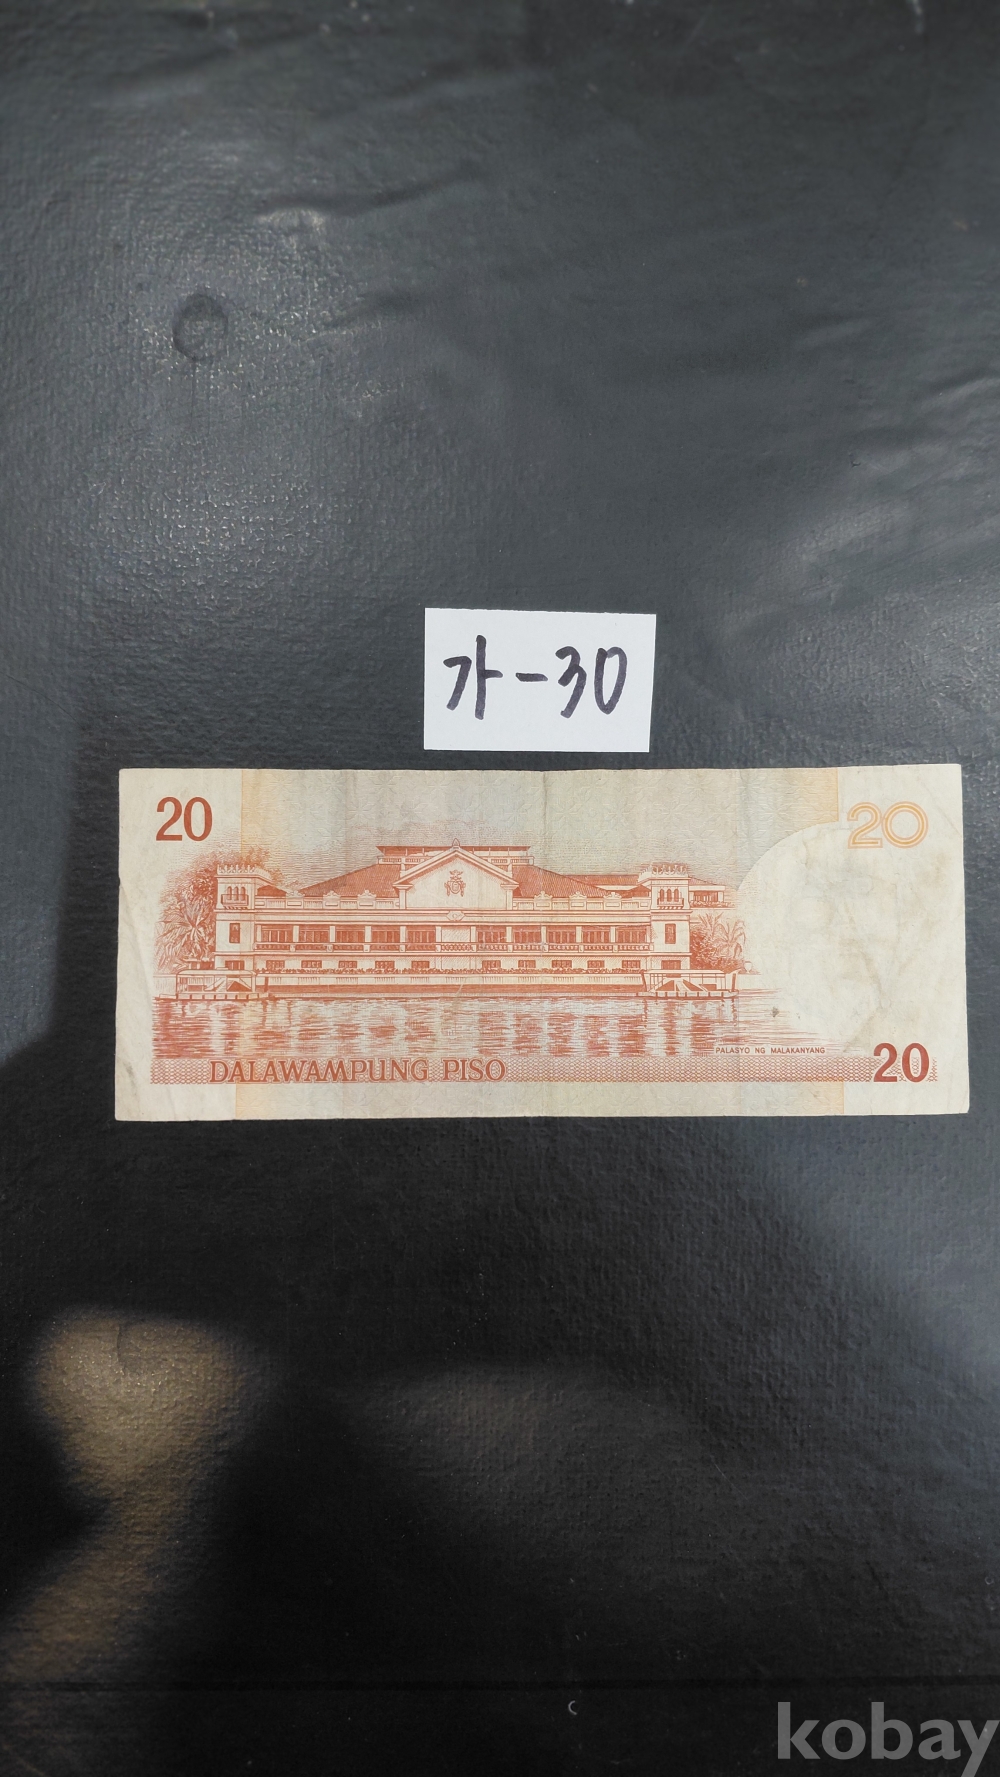 가-30
20
20
PALASYO NG MALAKANYANG
DALAWAMPUNG PISO
20
kobay